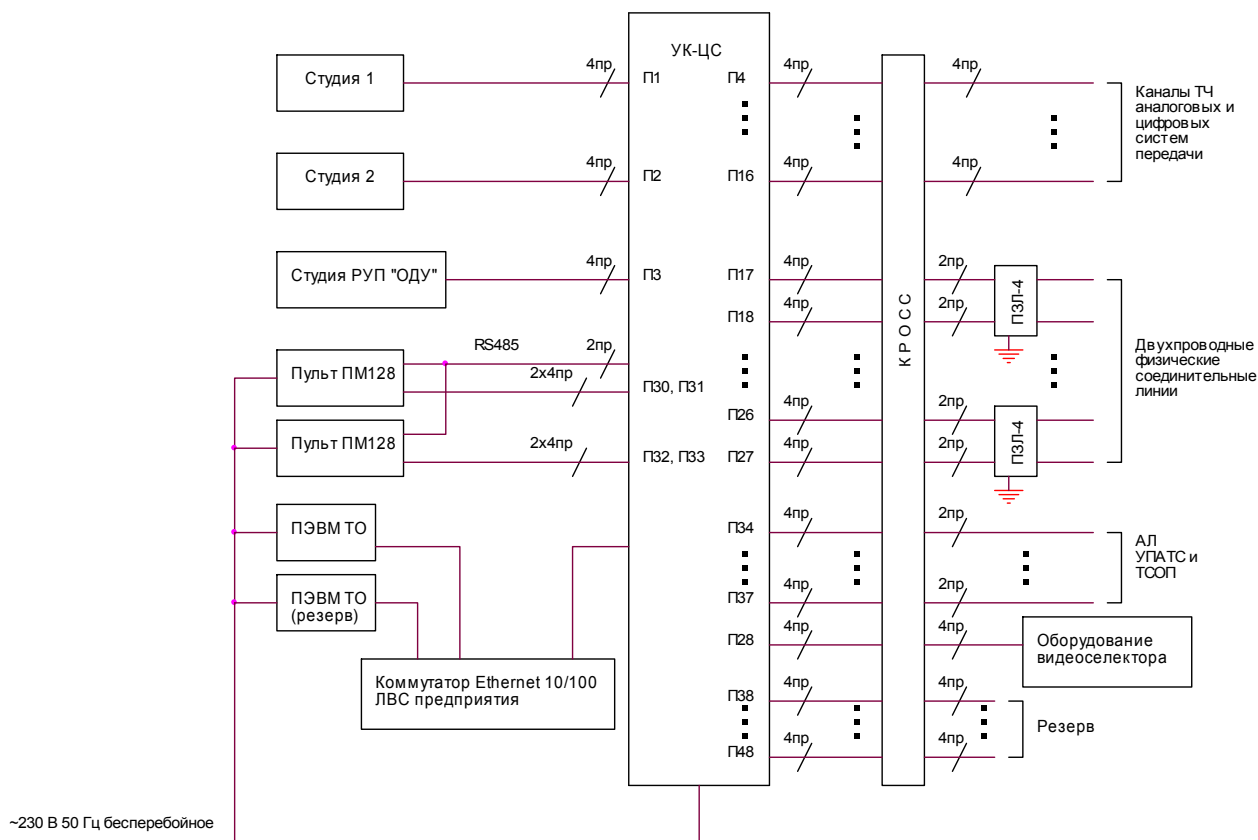 УК-ЦС
Студия 1
4пр
П1
П4
4пр
4пр
Каналы ТЧ
аналоговых и
цифровых
систем
передачи
Студия 2
4пр
П2
П16
4пр
4пр
Студия РУП "ОДУ"
4пр
П3
П17
4пр
2пр
ПЗЛ-4
П18
4пр
2пр
КРОСС
Двухпроводные
физические
соединительные
линии
RS485
2пр
Пульт ПМ128
2х4пр
П30, П31
П26
4пр
2пр
ПЗЛ-4
Пульт ПМ128
2х4пр
П32, П33
П27
4пр
2пр
ПЭВМ ТО
П34
4пр
2пр
АЛ
УПАТС и
ТСОП
ПЭВМ ТО
(резерв)
П37
4пр
2пр
П28
4пр
4пр
Оборудование
видеоселектора
Коммутатор Ethernet 10/100
ЛВС предприятия
П38
4пр
4пр
Резерв
П48
4пр
4пр
~230 В 50 Гц бесперебойное